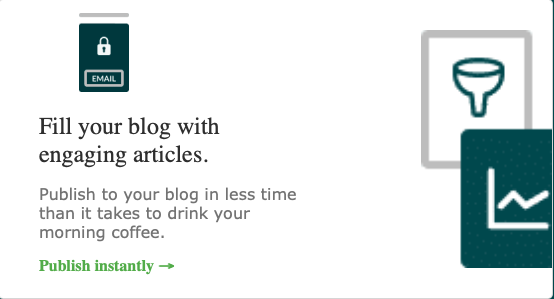 EMAIL
Fill your blog with
engaging articles.
Publish to your blog in less time
than it takes to drink your
morning coffee.
Publish instantly →